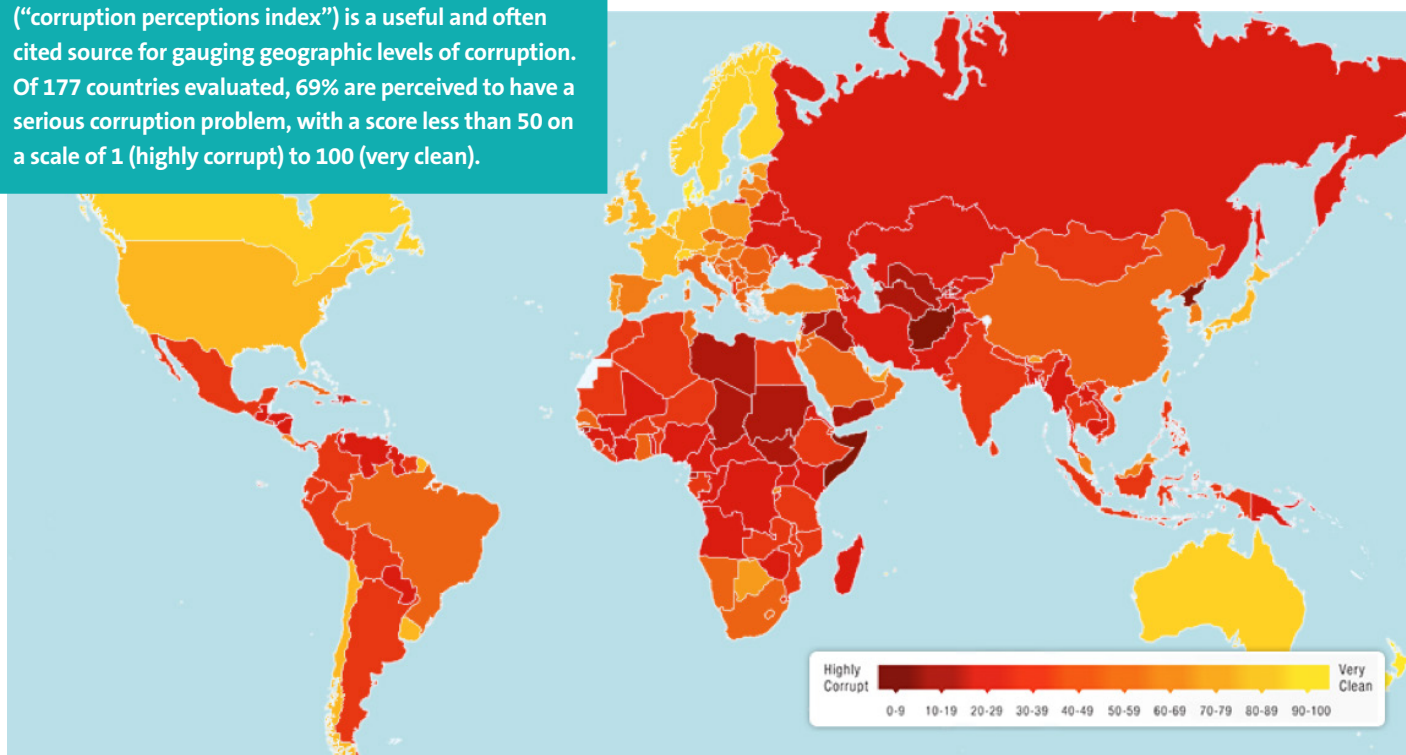 (“corruption perceptions index”) is a useful and often
cited source for gauging geographic levels of corruption.
Of 177 countries evaluated, 69% are perceived to have a
serious corruption problem, with a score less than 50 on
a scale of 1 (highly corrupt) to 100 (very clean).
Highly
Corrupt
Very
Clean
0-9 10-19 20-29 30-39 40-49 50-59 60-69 70-79 80-89 90-100